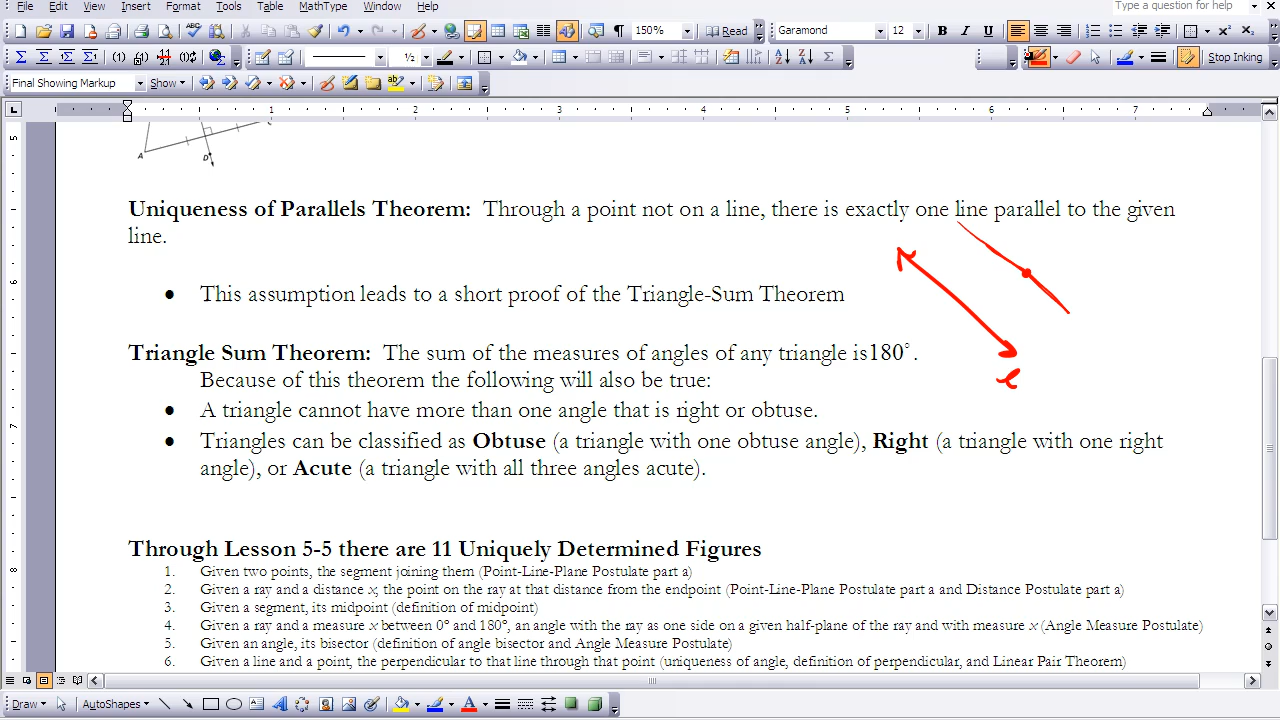 File Edit View Insert Format Tools Table MathType Window Help Type a question for help
150% Read Garamond 12 B I U
½ Stop Inking
Final Showing Markup Show
1 2 3 4 5 6 7
A D
Uniqueness of Parallels Theorem: Through a point not on a line, there is exactly one line parallel to the given
line.
• This assumption leads to a short proof of the Triangle-Sum Theorem
Triangle Sum Theorem: The sum of the measures of angles of any triangle is180°.
ℓ
Because of this theorem the following will also be true:
• A triangle cannot have more than one angle that is right or obtuse.
• Triangles can be classified as Obtuse (a triangle with one obtuse angle), Right (a triangle with one right
angle), or Acute (a triangle with all three angles acute).
Through Lesson 5-5 there are 11 Uniquely Determined Figures
1. Given two points, the segment joining them (Point-Line-Plane Postulate part a)
2. Given a ray and a distance x, the point on the ray at that distance from the endpoint (Point-Line-Plane Postulate part a and Distance Postulate part a)
3. Given a segment, its midpoint (definition of midpoint)
4. Given a ray and a measure x between 0° and 180°, an angle with the ray as one side on a given half-plane of the ray and with measure x (Angle Measure Postulate)
5. Given an angle, its bisector (definition of angle bisector and Angle Measure Postulate)
6. Given a line and a point, the perpendicular to that line through that point (uniqueness of angle, definition of perpendicular, and Linear Pair Theorem)
Draw AutoShapes